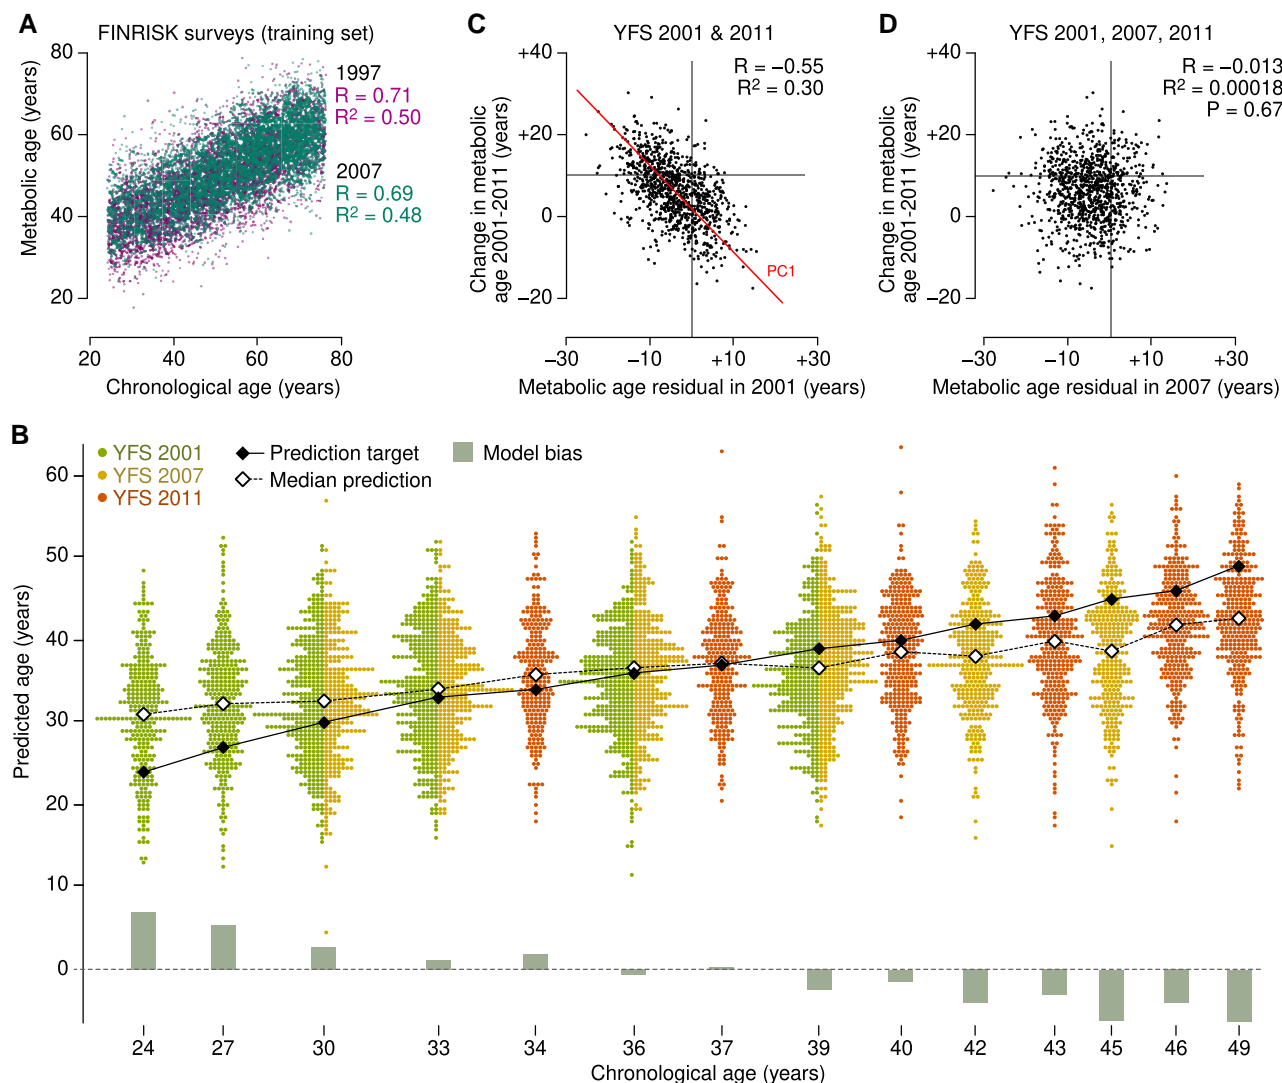 A
FINRISK surveys (training set)
Metabolic age (years)
80
60
40
20
1997
R = 0.71
R² = 0.50
2007
R = 0.69
R² = 0.48
20
40
60
80
Chronological age (years)
C
YFS 2001 & 2011
Change in metabolic
age 2001-2011 (years)
+40
+20
0
−20
R = −0.55
R² = 0.30
PC1
−30
−10
+10
+30
Metabolic age residual in 2001 (years)
D
YFS 2001, 2007, 2011
Change in metabolic
age 2001-2011 (years)
+40
+20
0
−20
R = −0.013
R² = 0.00018
P = 0.67
−30
−10
+10
+30
Metabolic age residual in 2007 (years)
B
YFS 2001
YFS 2007
YFS 2011
Prediction target
Median prediction
Model bias
Predicted age (years)
60
50
40
30
20
10
0
24
27
30
33
34
36
37
39
40
42
43
45
46
49
Chronological age (years)